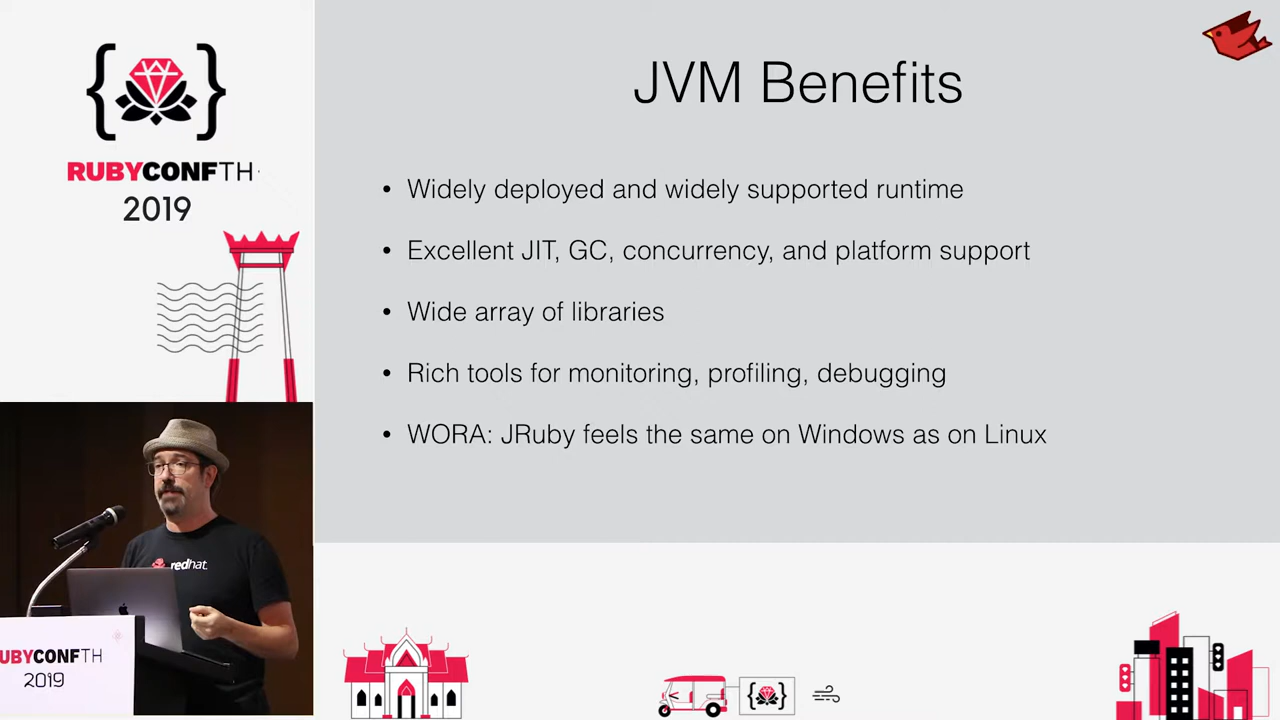 RUBYCONFTH
2019
JVM Benefits
• Widely deployed and widely supported runtime
• Excellent JIT, GC, concurrency, and platform support
• Wide array of libraries
• Rich tools for monitoring, profiling, debugging
• WORA: JRuby feels the same on Windows as on Linux
redhat.
UBYCONFTH
2019